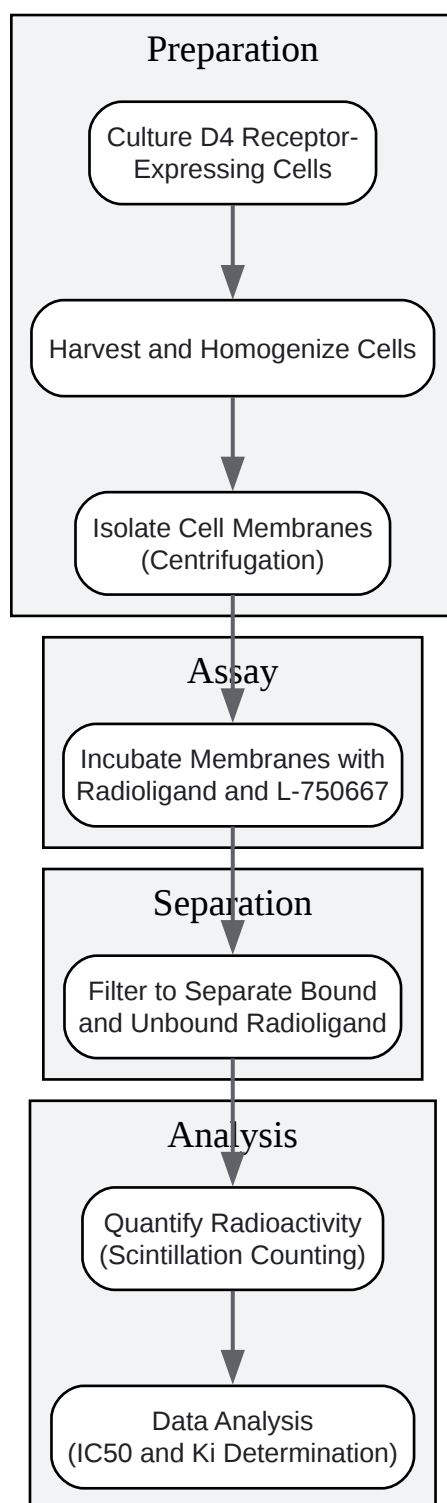 Preparation
Culture D4 Receptor-
Expressing Cells
Harvest and Homogenize Cells
Isolate Cell Membranes
(Centrifugation)
Assay
Incubate Membranes with
Radioligand and L-750667
Separation
Filter to Separate Bound
and Unbound Radioligand
Analysis
Quantify Radioactivity
(Scintillation Counting)
Data Analysis
(IC50 and Ki Determination)